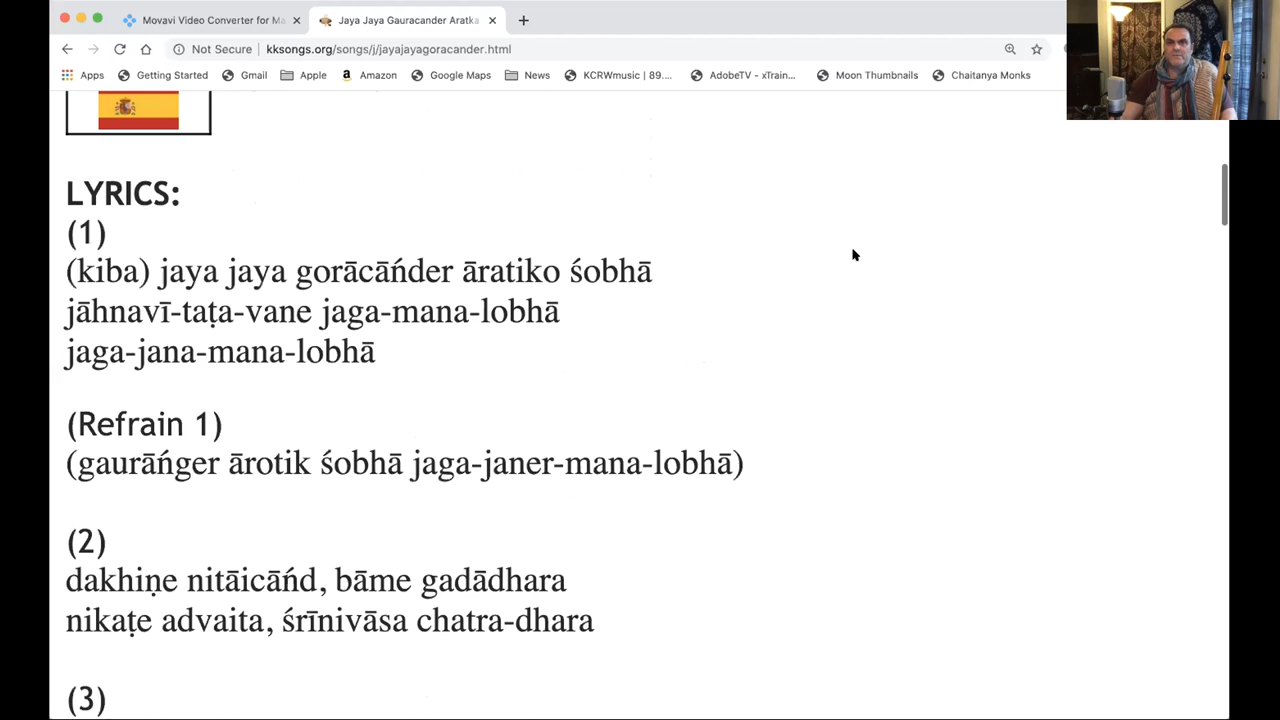 Movavi Video Converter for Ma
Jaya Jaya Gauracander Aratka
Not Secure
kksongs.org/songs/j/jayajayagoracander.html
Apps
Getting Started
Gmail
Apple
Amazon
Google Maps
News
KCRWmusic | 89....
AdobeTV - xTrain...
Moon Thumbnails
Chaitanya Monks
LYRICS:
(1)
(kiba) jaya jaya gorācāńder āratiko śobhā
jāhnavī-taṭa-vane jaga-mana-lobhā
jaga-jana-mana-lobhā
(Refrain 1)
(gaurāńger ārotik śobhā jaga-janer-mana-lobhā)
(2)
dakhiṇe nitāicāńd, bāme gadādhara
nikaṭe advaita, śrīnivāsa chatra-dhara
(3)